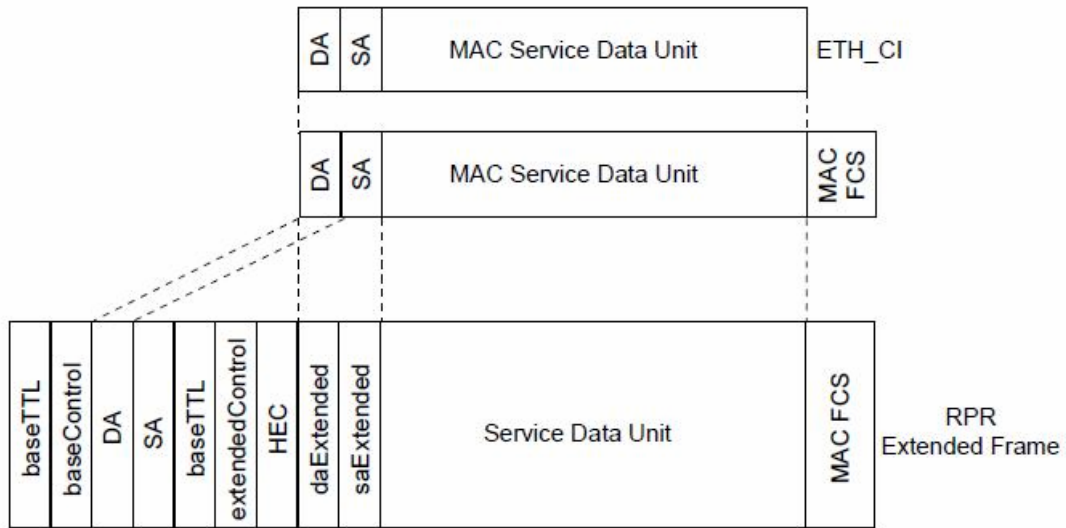 DA
SA
MAC Service Data Unit
ETH_CI
DA
SA
MAC Service Data Unit
MAC
FCS
baseTTL
baseControl
DA
SA
baseTTL
extendedControl
HEC
daExtended
saExtended
Service Data Unit
MAC FCS
RPR
Extended Frame